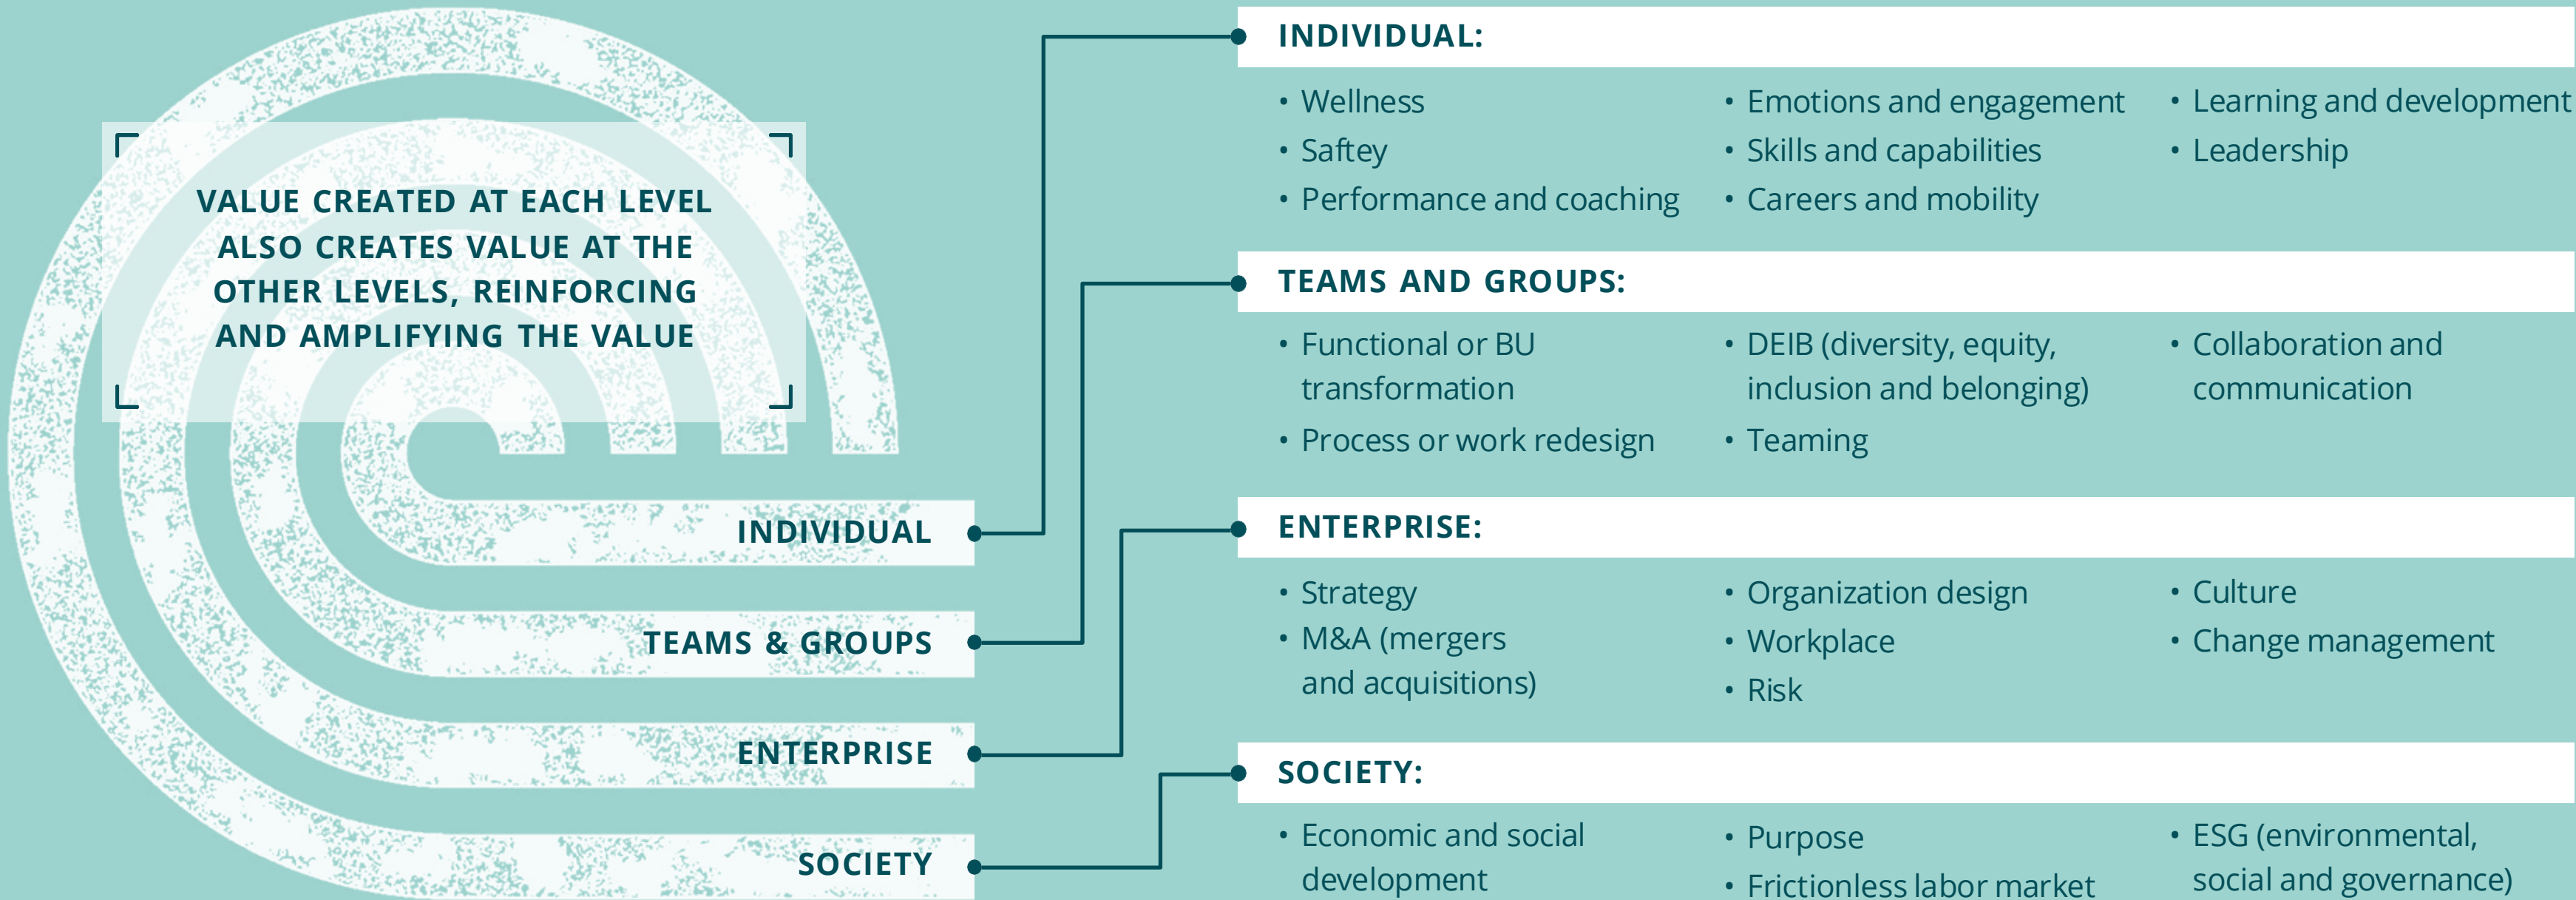 VALUE CREATED AT EACH LEVEL
ALSO CREATES VALUE AT THE
OTHER LEVELS, REINFORCING
AND AMPLIFYING THE VALUE
INDIVIDUAL
TEAMS & GROUPS
ENTERPRISE
SOCIETY
INDIVIDUAL:
• Wellness
• Saftey
• Performance and coaching
• Emotions and engagement
• Skills and capabilities
• Careers and mobility
• Learning and development
• Leadership
TEAMS AND GROUPS:
• Functional or BU
transformation
• Process or work redesign
• DEIB (diversity, equity,
inclusion and belonging)
• Teaming
• Collaboration and
communication
ENTERPRISE:
• Strategy
• M&A (mergers
and acquisitions)
• Organization design
• Workplace
• Risk
• Culture
• Change management
SOCIETY:
• Economic and social
development
• Purpose
• Frictionless labor market
• ESG (environmental,
social and governance)